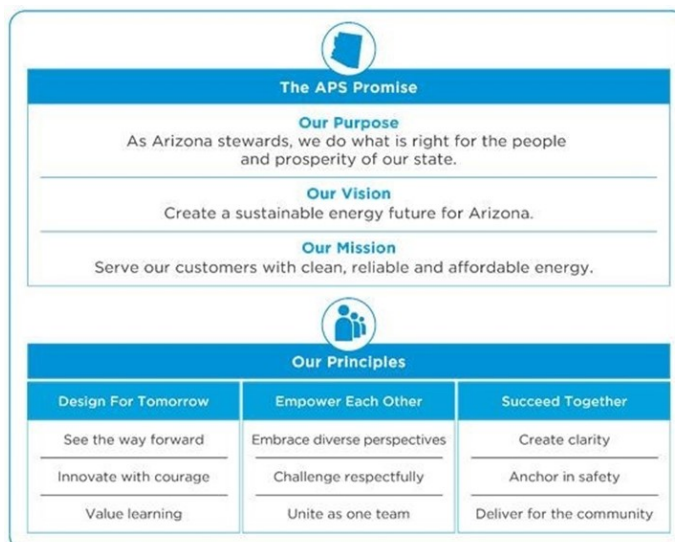 The APS Promise
Our Purpose
As Arizona stewards, we do what is right for the people
and prosperity of our state.
Our Vision
Create a sustainable energy future for Arizona.
Our Mission
Serve our customers with clean, reliable and affordable energy.
Our Principles
Design For Tomorrow
See the way forward
Innovate with courage
Value learning
Empower Each Other
Embrace diverse perspectives
Challenge respectfully
Unite as one team
Succeed Together
Create clarity
Anchor in safety
Deliver for the community